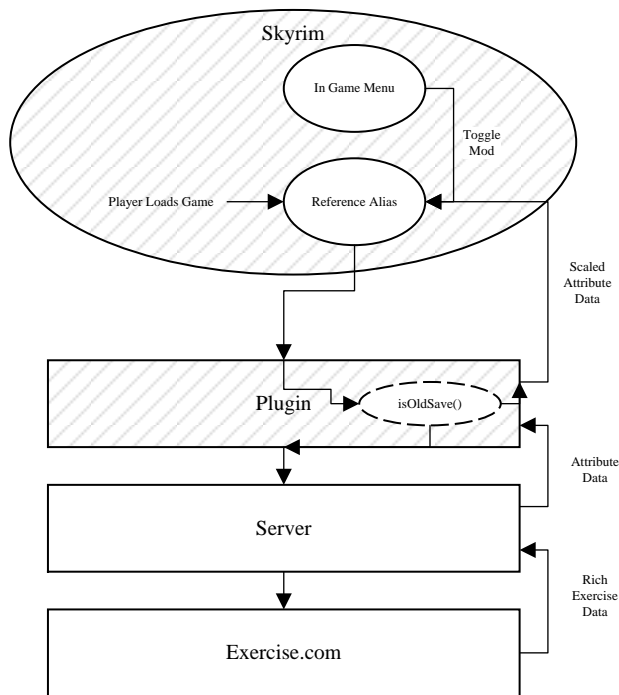 Skyrim
In Game Menu
Toggle
Mod
Player Loads Game
Reference Alias
Scaled
Attribute
Data
Plugin
isOldSave()
Attribute
Data
Server
Rich
Exercise
Data
Exercise.com